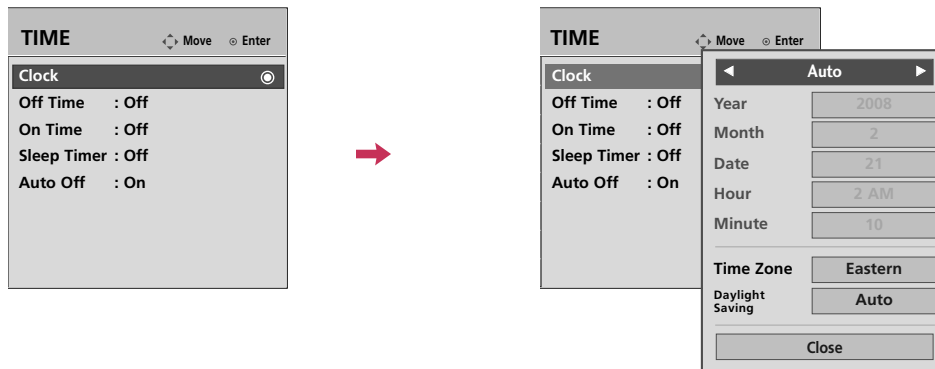 TIME Move Enter
Clock
Off Time : Off
On Time : Off
Sleep Timer : Off
Auto Off : On
TIME Move Enter
Clock
Off Time : Off
On Time : Off
Sleep Timer : Off
Auto Off : On
Auto
Year 2008
Month 2
Date 21
Hour 2 AM
Minute 10
Time Zone Eastern
Daylight
Saving Auto
Close